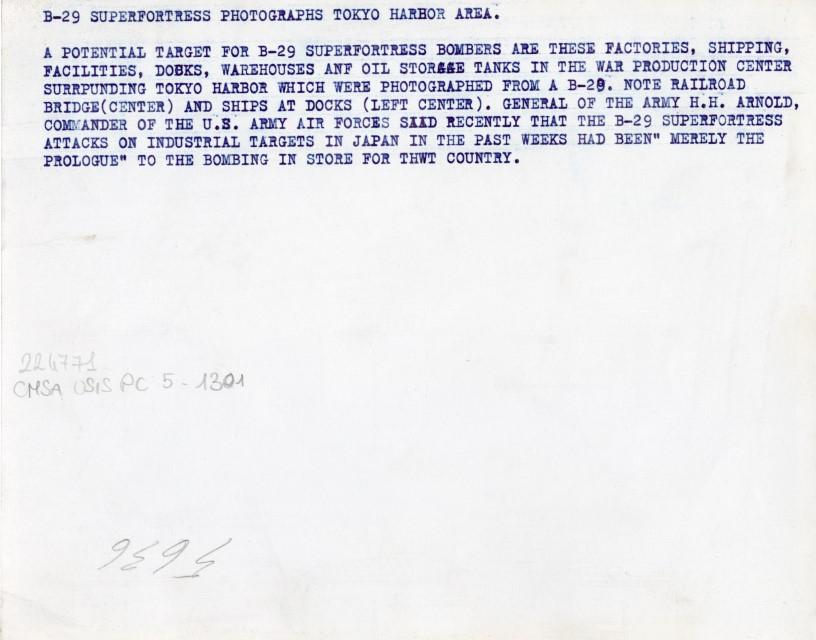 B-29 SUPERFORTRESS PHOTOGRAPHS TOKYO HARBOR AREA.
A POTENTIAL TARGET FOR B-29 SUPERFORTRESS BOMBERS ARE THESE FACTORIES, SHIPPING,
FACILITIES, DOBKS, WAREHOUSES ANF OIL STORAGE TANKS IN THE WAR PRODUCTION CENTER
SURRPUNDING TOKYO HARBOR WHICH WERE PHOTOGRAPHED FROM A B-29. NOTE RAILROAD
BRIDGE(CENTER) AND SHIPS AT DOCKS (LEFT CENTER). GENERAL OF THE ARMY H.H. ARNOLD,
COMMANDER OF THE U.S. ARMY AIR FORCES SAID RECENTLY THAT THE B-29 SUPERFORTRESS
ATTACKS ON INDUSTRIAL TARGETS IN JAPAN IN THE PAST WEEKS HAD BEEN" MERELY THE
PROLOGUE" TO THE BOMBING IN STORE FOR THWT COUNTRY.
224771
CMSA USIS PC 5-1301